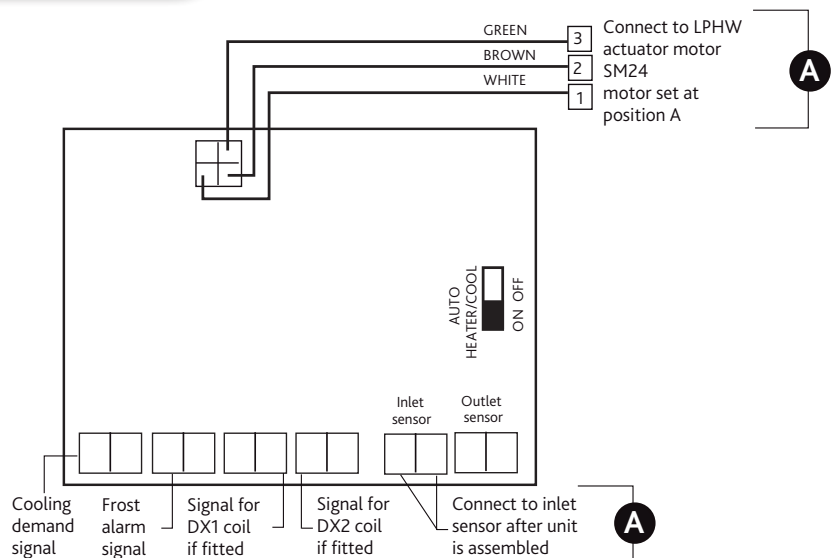 GREEN
BROWN
WHITE
3
2
1
Connect to LPHW
actuator motor
SM24
motor set at
position A
A
AUTO
HEATER/COOL
ON OFF
Inlet
sensor
Outlet
sensor
Cooling
demand
signal
Frost
alarm
signal
Signal for
DX1 coil
if fitted
Signal for
DX2 coil
if fitted
Connect to inlet
sensor after unit
is assembled
A